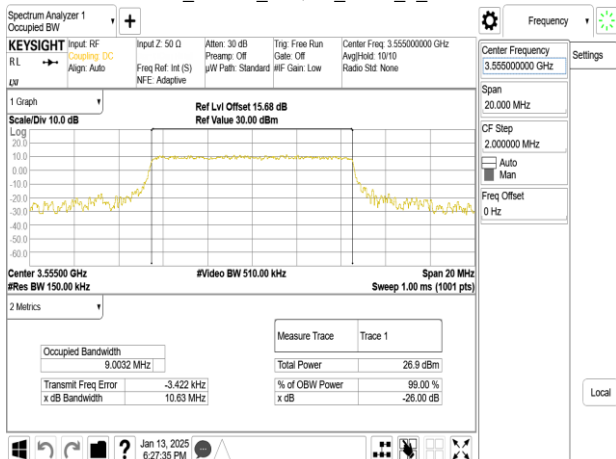 Spectrum Analyzer 1
Occupied BW
Frequency
KEYSIGHT
RL
Input: RF
Coupling: DC
Align: Auto
Input Z: 50 Ω
Freq Ref: Int (S)
NFE: Adaptive
Atten: 30 dB
Preamp: Off
µW Path: Standard
Trig: Free Run
Gate: Off
#IF Gain: Low
Center Freq: 3.555000000 GHz
Avg|Hold: 10/10
Radio Std: None
Center Frequency
3.555000000 GHz
Settings
Span
20.000 MHz
CF Step
2.000000 MHz
Auto
Man
Freq Offset
0 Hz
Local
1 Graph
Scale/Div 10.0 dB
Ref Lvl Offset 15.68 dB
Ref Value 30.00 dBm
Log
20.0
10.0
0.00
-10.0
-20.0
-30.0
-40.0
-50.0
-60.0
Center 3.55500 GHz
#Video BW 510.00 kHz
Span 20 MHz
#Res BW 150.00 kHz
Sweep 1.00 ms (1001 pts)
2 Metrics
Measure Trace
Trace 1
Occupied Bandwidth
9.0032 MHz
Total Power
26.9 dBm
Transmit Freq Error
-3.422 kHz
% of OBW Power
99.00 %
x dB Bandwidth
10.63 MHz
x dB
-26.00 dB
?
Jan 13, 2025
6:27:35 PM